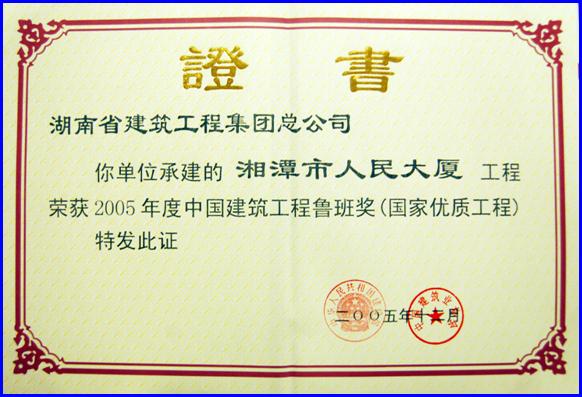 證書
湖南省建筑工程集团总公司
你单位承建的 湘潭市人民大厦 工程
荣获2005年度中国建筑工程鲁班奖(国家优质工程)
特发此证
二〇〇五年十二月